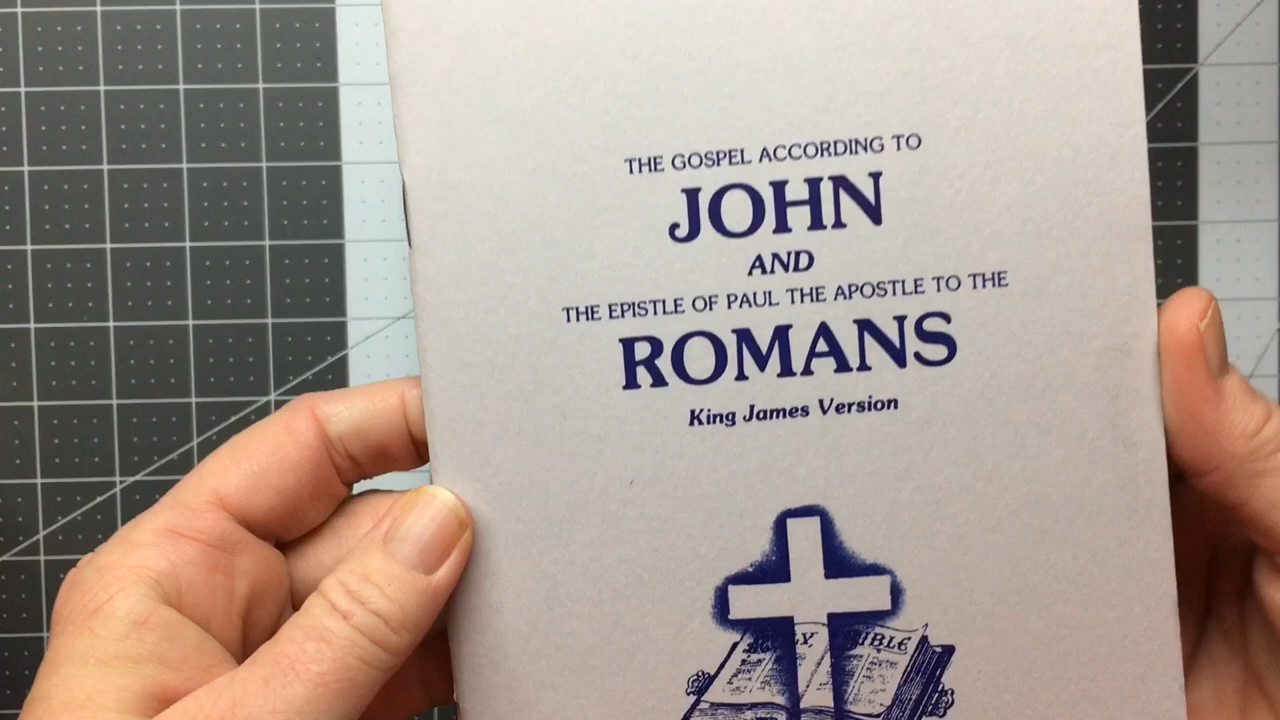 THE GOSPEL ACCORDING TO
JOHN
AND
THE EPISTLE OF PAUL THE APOSTLE TO THE
ROMANS
King James Version
HOLY BIBLE